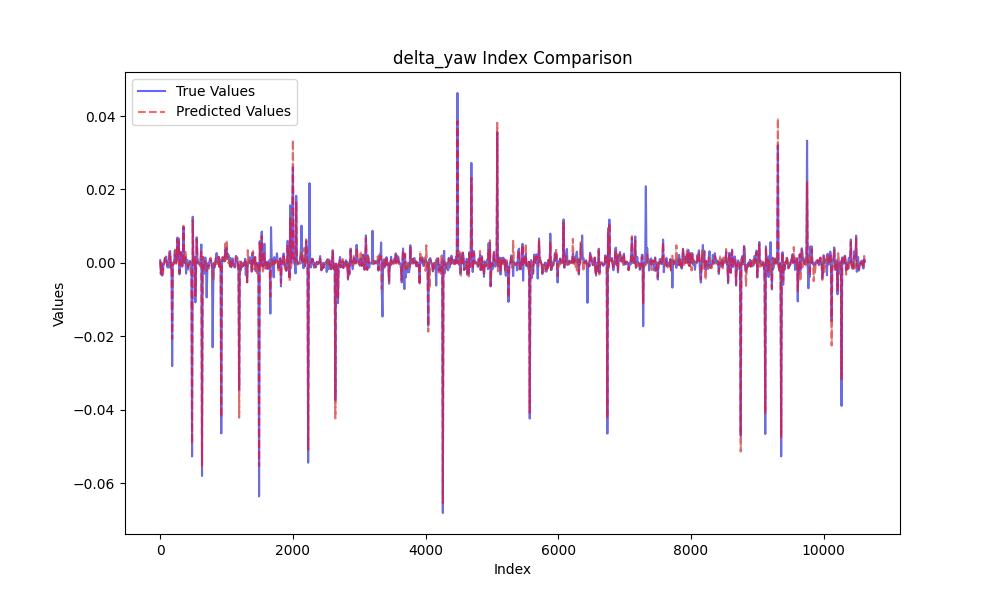 delta_yaw Index Comparison
True Values
Predicted Values
0.04
0.02
0.00
−0.02
−0.04
−0.06
Values
0
2000
4000
6000
8000
10000
Index